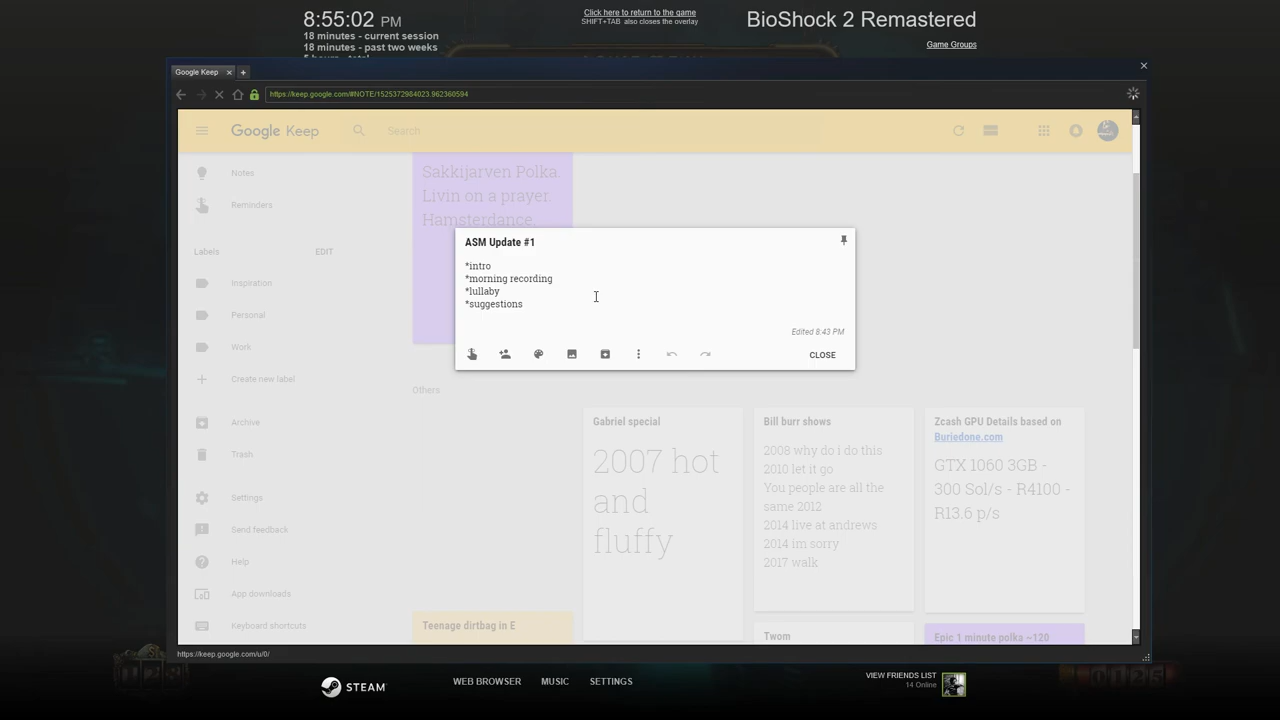 8:55:02 PM
18 minutes - current session
18 minutes - past two weeks
Click here to return to the game
SHIFT+TAB also closes the overlay
BioShock 2 Remastered
Game Groups
Google Keep
https://keep.google.com/#NOTE/1525372984023.962360594
Google Keep
Search
Notes
Reminders
Labels
EDIT
Inspiration
Personal
Work
Create new label
Archive
Trash
Settings
Send feedback
Help
App downloads
Keyboard shortcuts
Sakkijarven Polka.
Livin on a prayer.
Hamsterdance.
ASM Update #1
*intro
*morning recording
*lullaby
*suggestions
Edited 8:43 PM
CLOSE
Others
Gabriel special
2007 hot
and
fluffy
Bill burr shows
2008 why do i do this
2010 let it go
You people are all the
same 2012
2014 live at andrews
2014 im sorry
2017 walk
Zcash GPU Details based on
Buriedone.com
GTX 1060 3GB -
300 Sol/s - R4100 -
R13.6 p/s
Teenage dirtbag in E
Twom
Epic 1 minute polka ~120
https://keep.google.com/u/0/
STEAM
WEB BROWSER
MUSIC
SETTINGS
VIEW FRIENDS LIST
14 Online